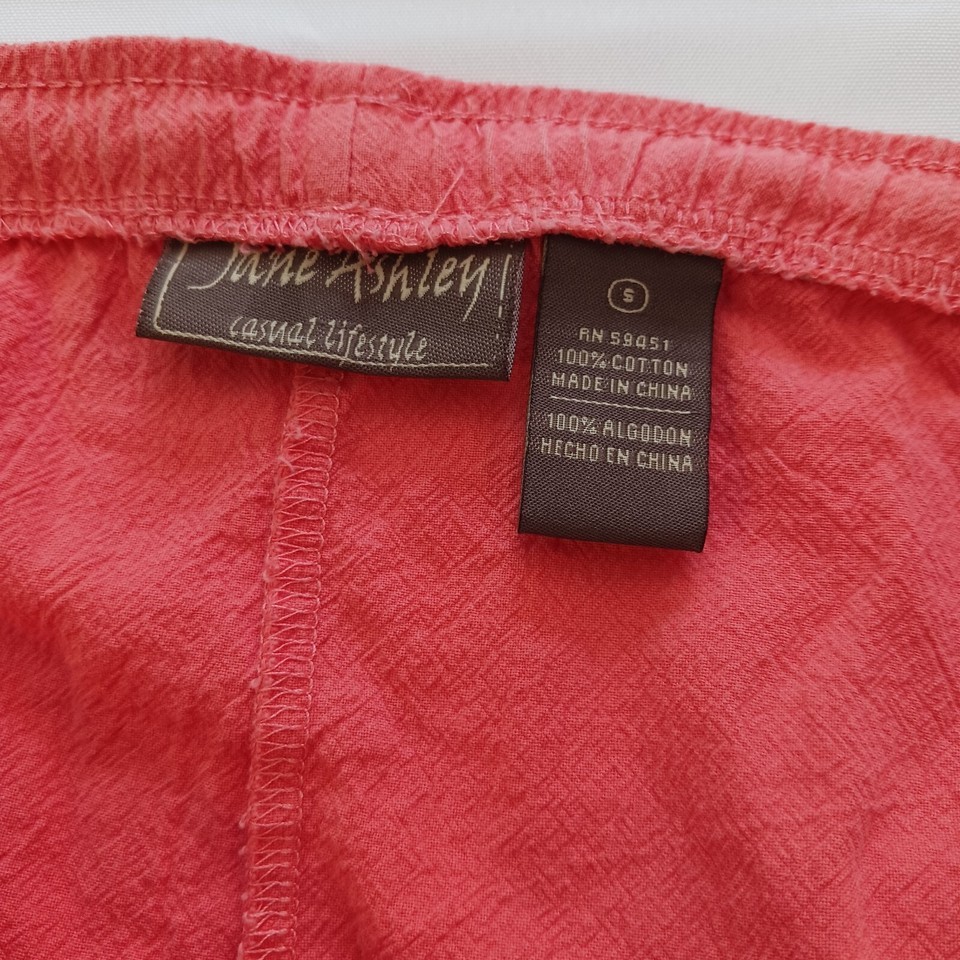 Jane Ashley
casual lifestyle
S
RN 59451
100% COTTON
MADE IN CHINA
100% ALGODON
HECHO EN CHINA